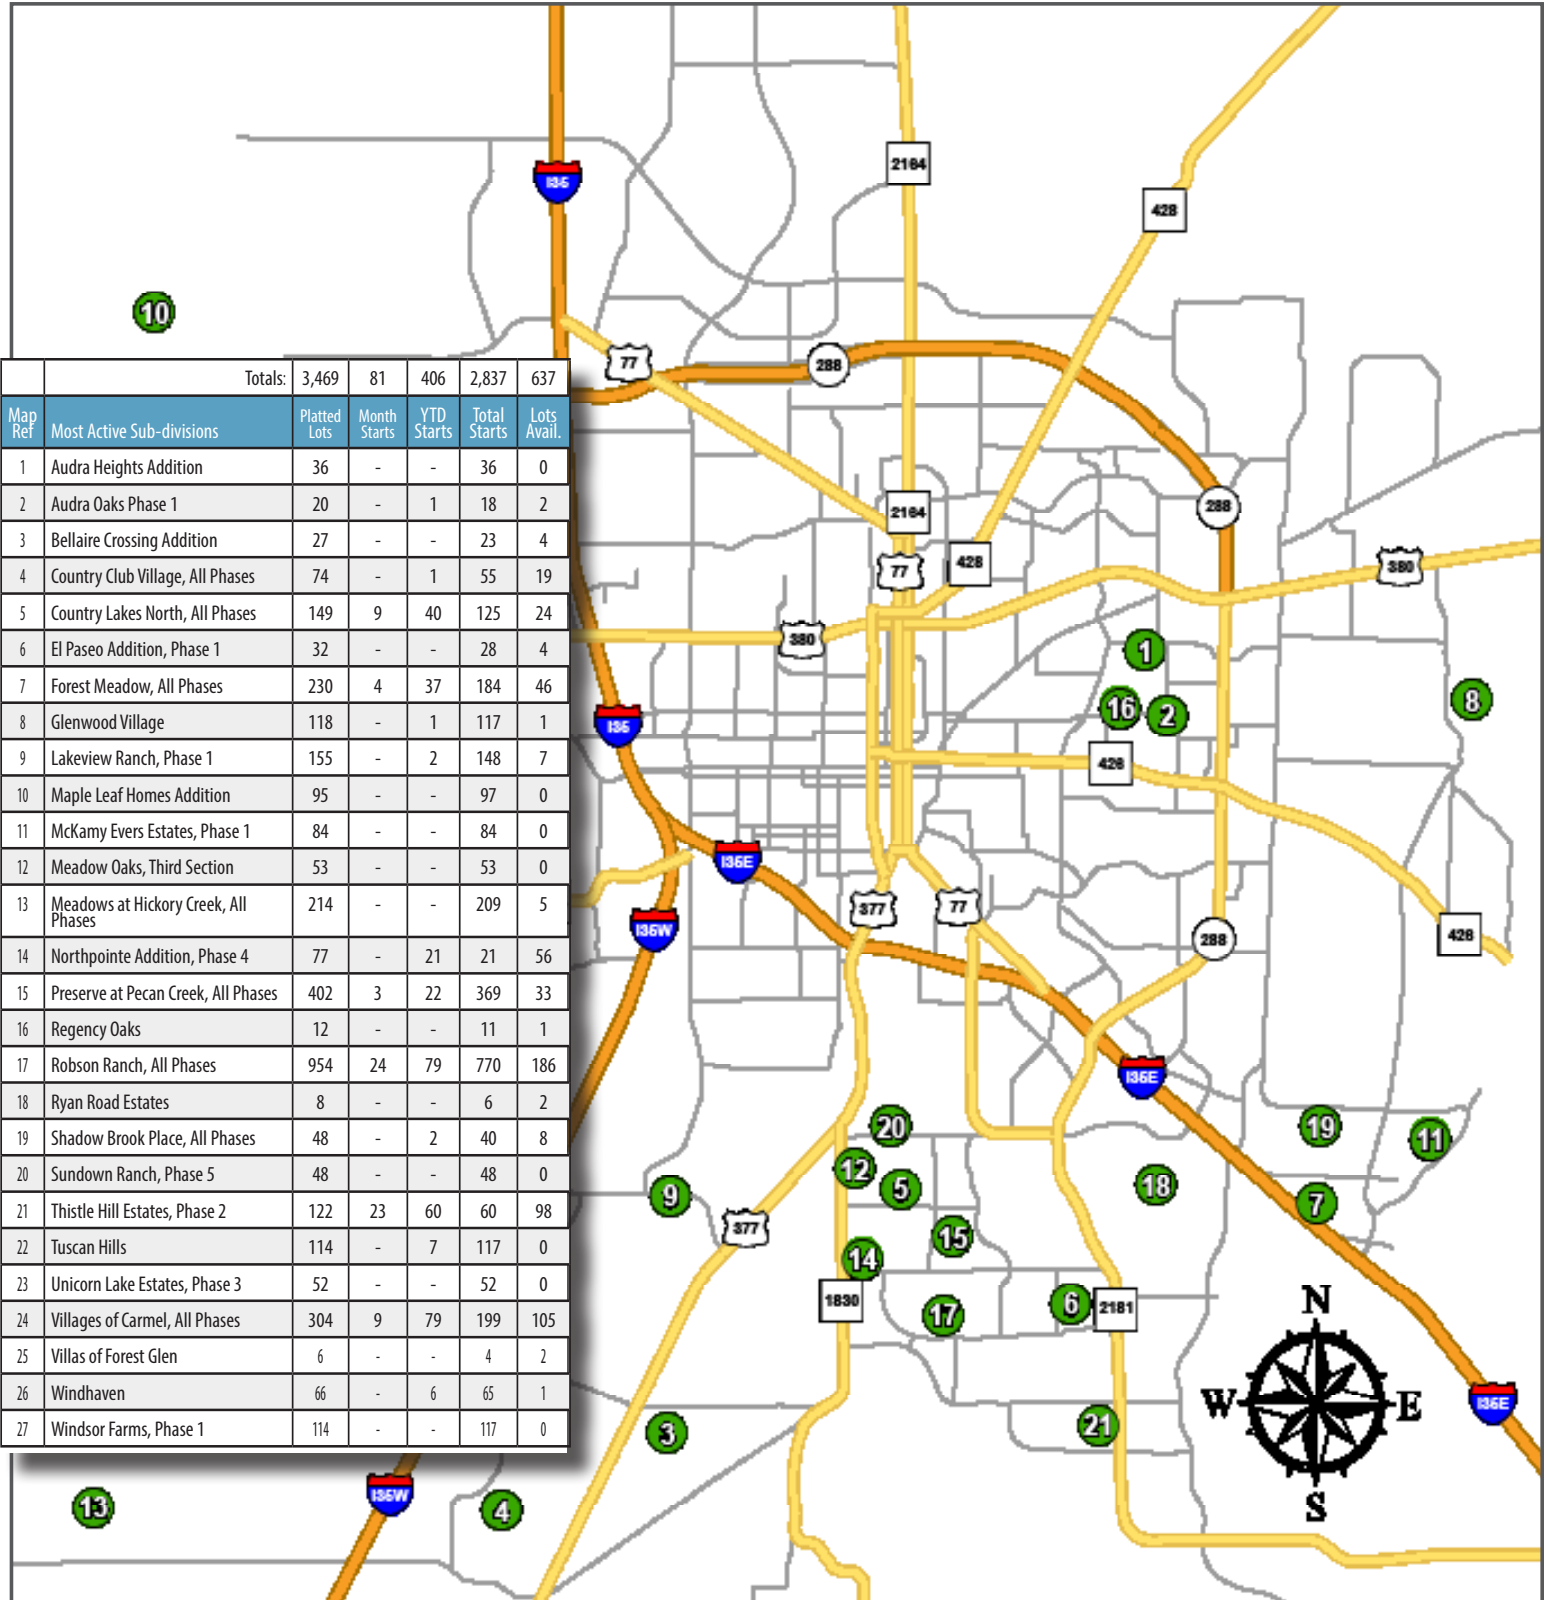 2164
I35
428
10
77
288
Totals: 3,469 81 406 2,837 637
Map Ref Most Active Sub-divisions Platted Lots Month Starts YTD Starts Total Starts Lots Avail.
1 Audra Heights Addition 36 - - 36 0
2 Audra Oaks Phase 1 20 - 1 18 2
3 Bellaire Crossing Addition 27 - - 23 4
4 Country Club Village, All Phases 74 - 1 55 19
5 Country Lakes North, All Phases 149 9 40 125 24
6 El Paseo Addition, Phase 1 32 - - 28 4
7 Forest Meadow, All Phases 230 4 37 184 46
8 Glenwood Village 118 - 1 117 1
9 Lakeview Ranch, Phase 1 155 - 2 148 7
10 Maple Leaf Homes Addition 95 - - 97 0
11 McKamy Evers Estates, Phase 1 84 - - 84 0
12 Meadow Oaks, Third Section 53 - - 53 0
13 Meadows at Hickory Creek, All Phases 214 - - 209 5
14 Northpointe Addition, Phase 4 77 - 21 21 56
15 Preserve at Pecan Creek, All Phases 402 3 22 369 33
16 Regency Oaks 12 - - 11 1
17 Robson Ranch, All Phases 954 24 79 770 186
18 Ryan Road Estates 8 - - 6 2
19 Shadow Brook Place, All Phases 48 - 2 40 8
20 Sundown Ranch, Phase 5 48 - - 48 0
21 Thistle Hill Estates, Phase 2 122 23 60 60 98
22 Tuscan Hills 114 - 7 117 0
23 Unicorn Lake Estates, Phase 3 52 - - 52 0
24 Villages of Carmel, All Phases 304 9 79 199 105
25 Villas of Forest Glen 6 - - 4 2
26 Windhaven 66 - 6 65 1
27 Windsor Farms, Phase 1 114 - - 117 0
2164
288
428
77
380
380
1
8
16
2
I35
426
I35E
377
77
I35W
288
426
I35E
20
19
11
12
5
9
18
7
377
15
14
1830
17
6
2181
N
W
E
S
I35E
21
3
I35W
13
4